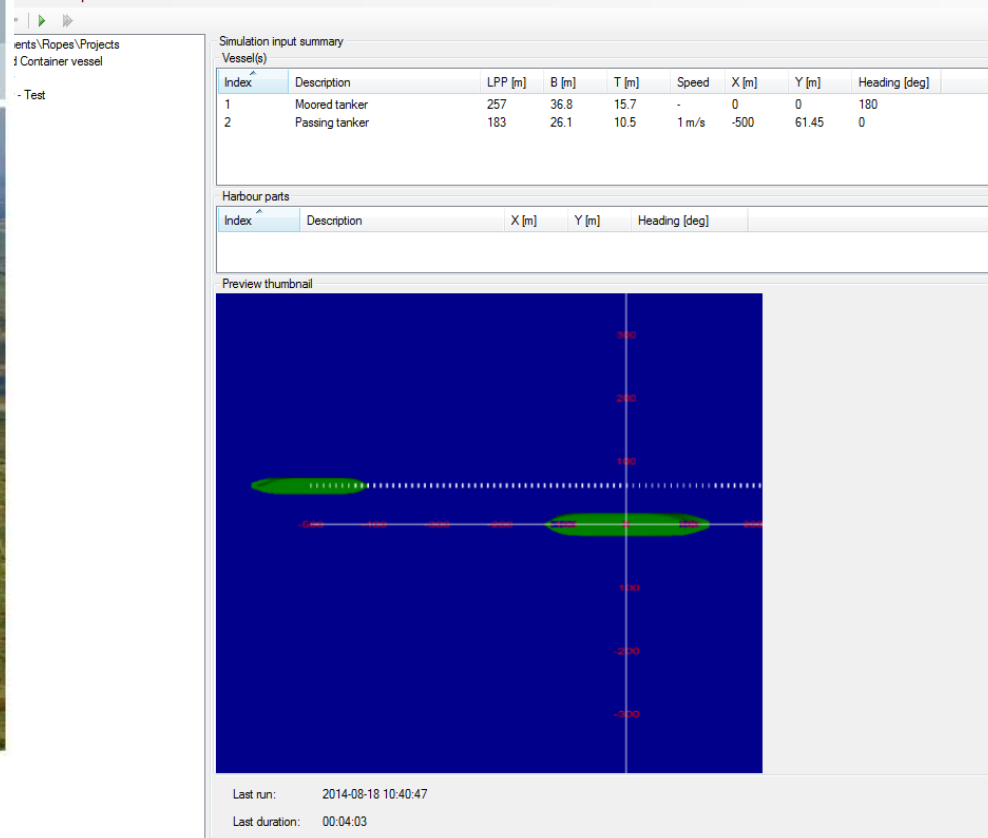 ents\Ropes\Projects
d Container vessel
- Test
Simulation input summary
Vessel(s)
Index Description LPP [m] B [m] T [m] Speed X [m] Y [m] Heading [deg]
1 Moored tanker 257 36.8 15.7 - 0 0 180
2 Passing tanker 183 26.1 10.5 1 m/s -500 61.45 0
Harbour parts
Index Description X [m] Y [m] Heading [deg]
Preview thumbnail
300
200
100
-300 -200
-200
-300
Last run: 2014-08-18 10:40:47
Last duration: 00:04:03